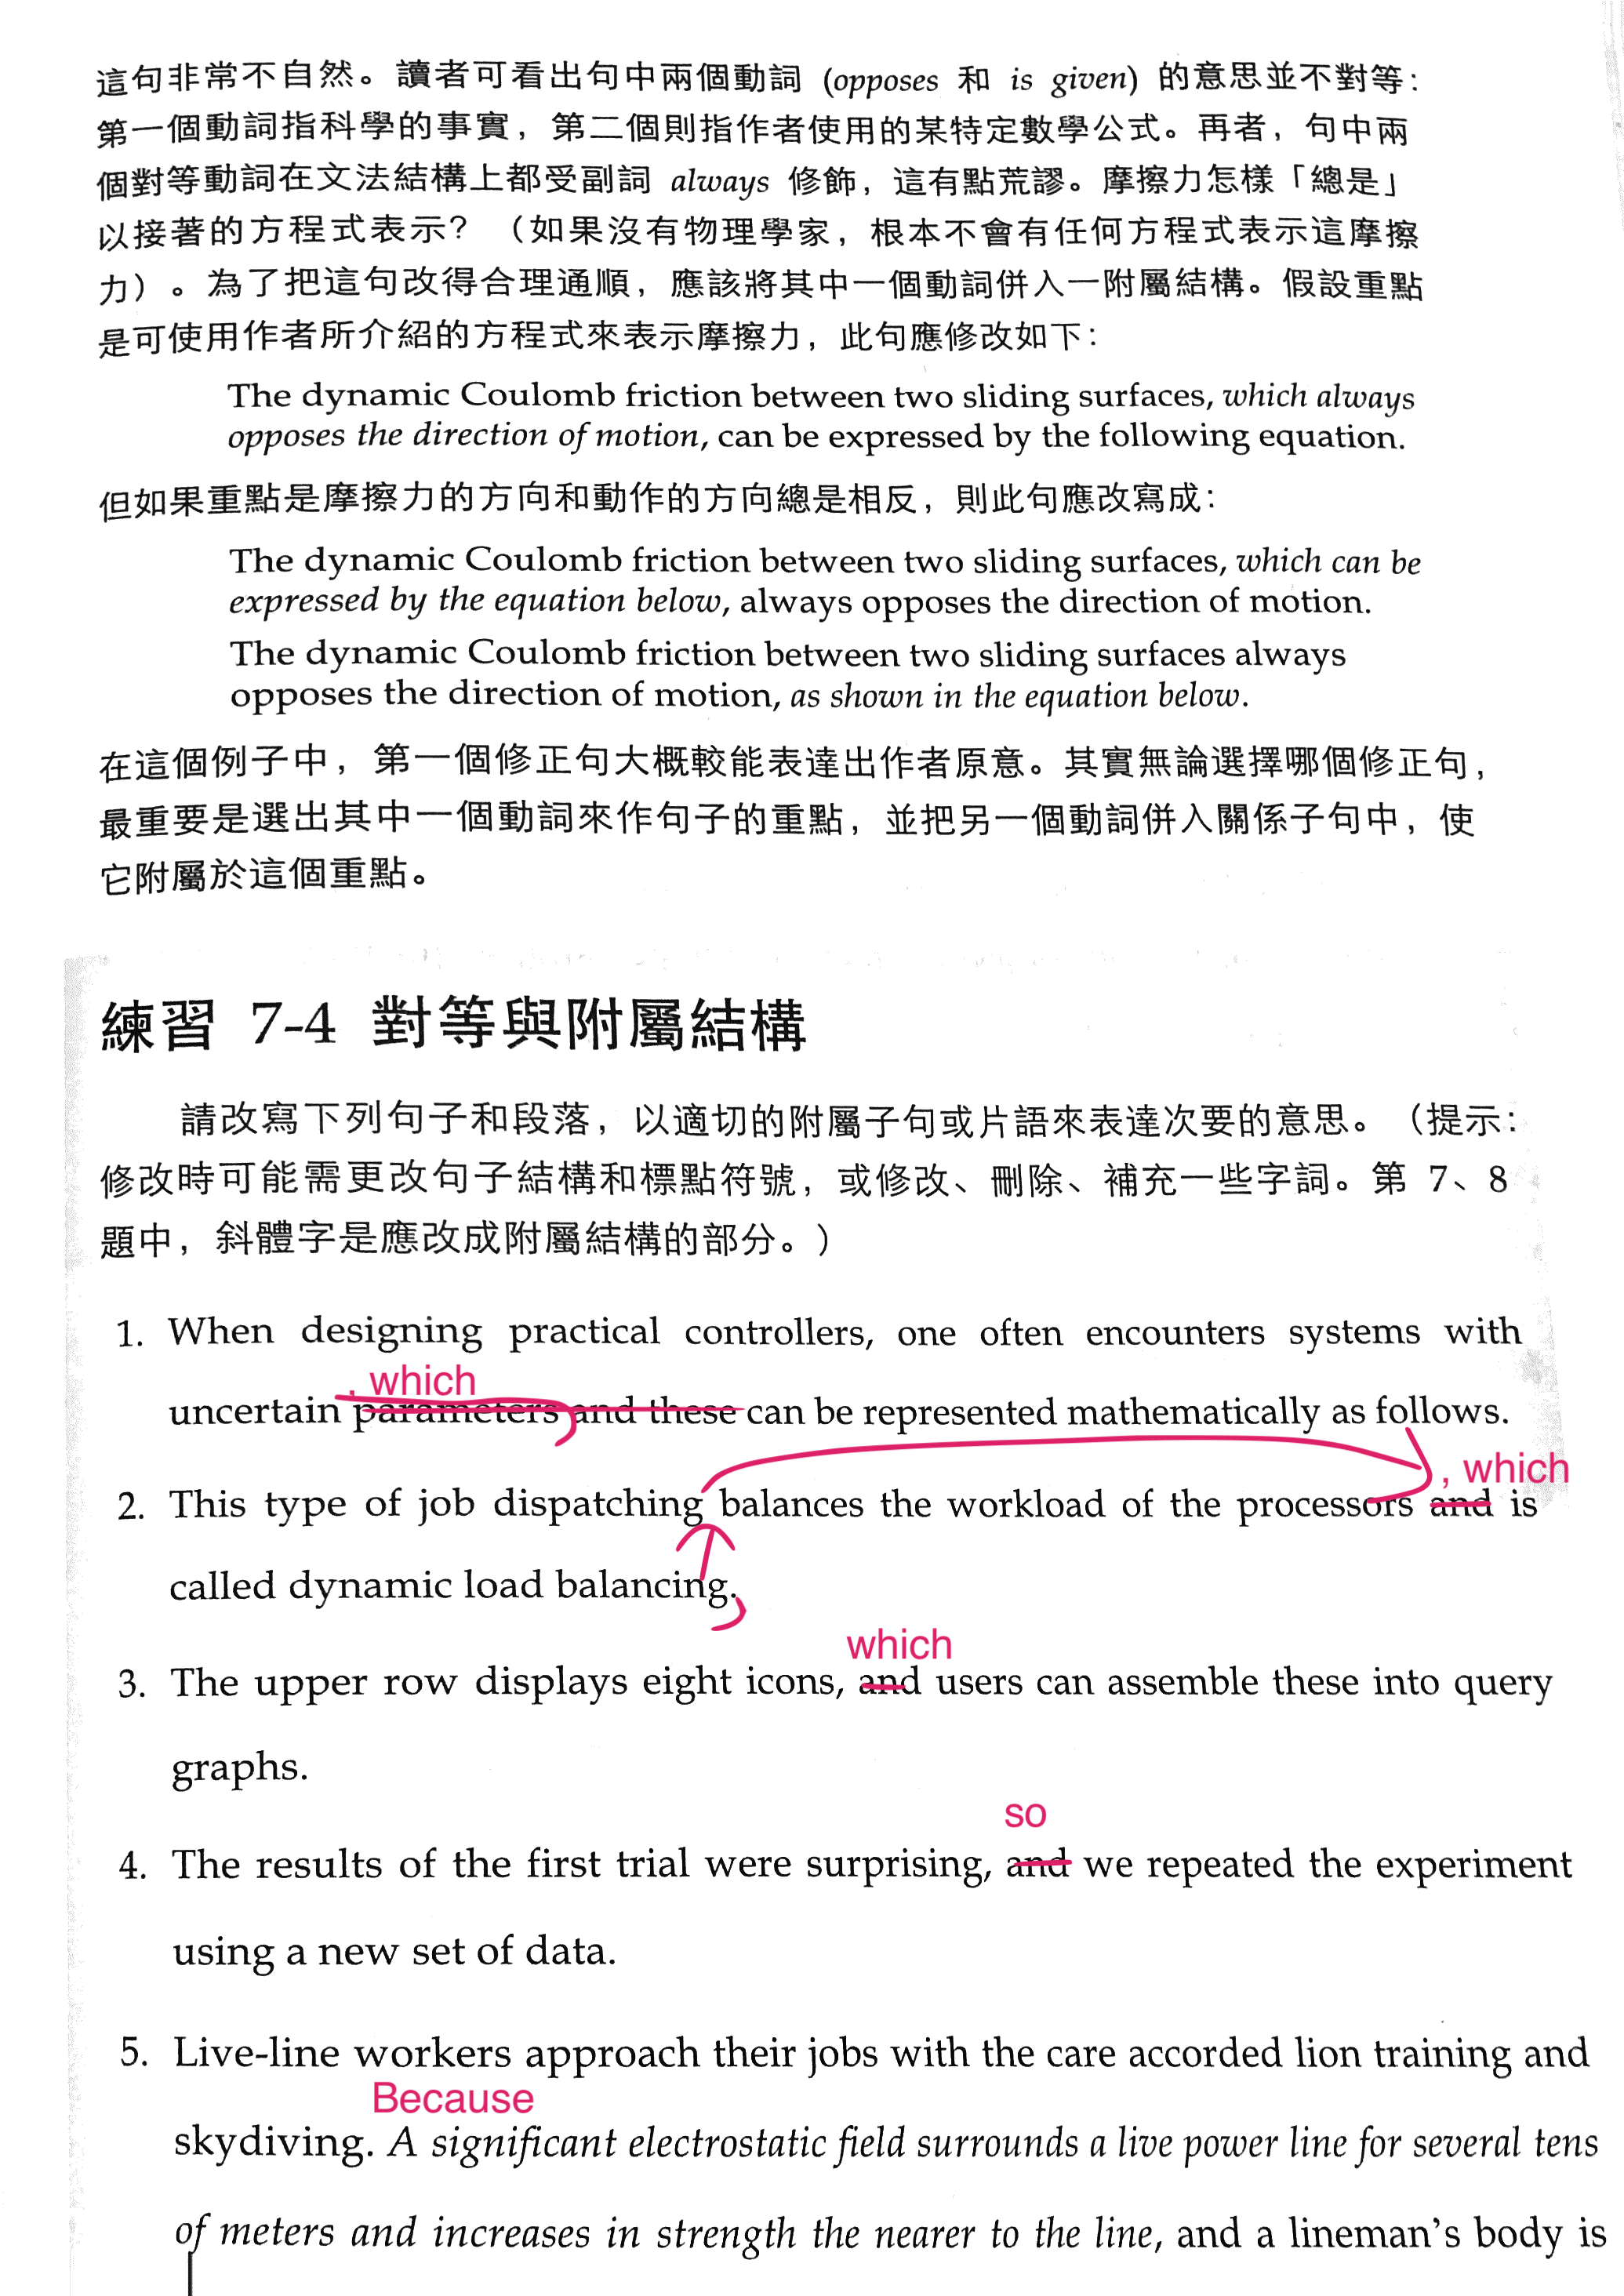 這句非常不自然。讀者可看出句中兩個動詞 (opposes 和 is given) 的意思並不對等：
第一個動詞指科學的事實，第二個則指作者使用的某特定數學公式。再者，句中兩
個對等動詞在文法結構上都受副詞 always 修飾，這有點荒謬。摩擦力怎樣「總是」
以接著的方程式表示？（如果沒有物理學家，根本不會有任何方程式表示這摩擦
力）。為了把這句改得合理通順，應該將其中一個動詞併入一附屬結構。假設重點
是可使用作者所介紹的方程式來表示摩擦力，此句應修改如下：
The dynamic Coulomb friction between two sliding surfaces, which always
opposes the direction of motion, can be expressed by the following equation.
但如果重點是摩擦力的方向和動作的方向總是相反，則此句應改寫成：
The dynamic Coulomb friction between two sliding surfaces, which can be
expressed by the equation below, always opposes the direction of motion.
The dynamic Coulomb friction between two sliding surfaces always
opposes the direction of motion, as shown in the equation below.
在這個例子中，第一個修正句大概較能表達出作者原意。其實無論選擇哪個修正句，
最重要是選出其中一個動詞來作句子的重點，並把另一個動詞併入關係子句中，使
它附屬於這個重點。
練習 7-4 對等與附屬結構
請改寫下列句子和段落，以適切的附屬子句或片語來表達次要的意思。（提示：
修改時可能需更改句子結構和標點符號，或修改、刪除、補充一些字詞。第 7、8
題中，斜體字是應改成附屬結構的部分。）
1. When designing practical controllers, one often encounters systems with
, which
uncertain parameters and these can be represented mathematically as follows.
, which
2. This type of job dispatching balances the workload of the processors and is
called dynamic load balancing.
which
3. The upper row displays eight icons, and users can assemble these into query
graphs.
so
4. The results of the first trial were surprising, and we repeated the experiment
using a new set of data.
5. Live-line workers approach their jobs with the care accorded lion training and
Because
skydiving. A significant electrostatic field surrounds a live power line for several tens
of meters and increases in strength the nearer to the line, and a lineman's body is